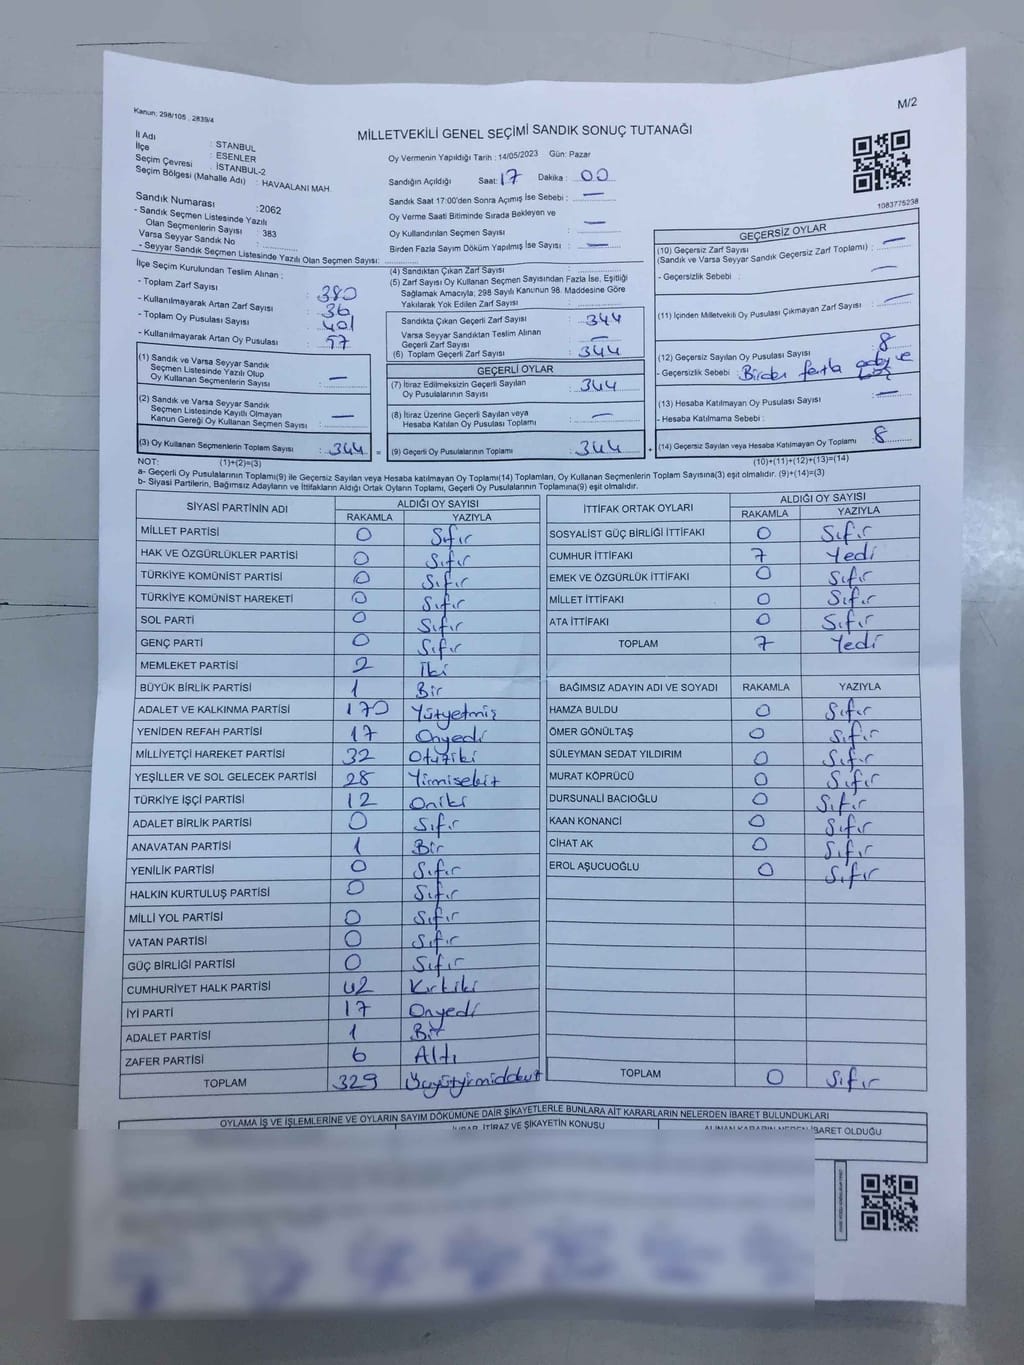 M/2
Kanun; 298/105 , 2839/4
MİLLETVEKİLİ GENEL SEÇİMİ SANDIK SONUÇ TUTANAĞI
İl Adı : STANBUL
İlçe : ESENLER
Seçim Çevresi : İSTANBUL-2
Seçim Bölgesi (Mahalle Adı) : HAVAALANI MAH.
Sandık Numarası :2062
- Sandık Seçmen Listesinde Yazılı
Olan Seçmenlerin Sayısı : 383
Varsa Seyyar Sandık No :
- Seyyar Sandık Seçmen Listesinde Yazılı Olan Seçmen Sayısı:
Oy Vermenin Yapıldığı Tarih : 14/05/2023 Gün: Pazar
Sandığın Açıldığı Saat: 17 Dakika : 00
Sandık Saat 17:00'den Sonra Açımış İse Sebebi : —
Oy Verme Saati Bitiminde Sırada Bekleyen ve
Oy Kullandırılan Seçmen Sayısı : —
Birden Fazla Sayım Döküm Yapılmış İse Sayısı : —
1083775238
İlçe Seçim Kurulundan Teslim Alınan :
- Toplam Zarf Sayısı : 380
- Kullanılmayarak Artan Zarf Sayısı : 36
- Toplam Oy Pusulası Sayısı : 401
- Kullanılmayarak Artan Oy Pusulası : 57
(1) Sandık ve Varsa Seyyar Sandık
Seçmen Listesinde Yazılı Olup
Oy Kullanan Seçmenlerin Sayısı : —
(2) Sandık ve Varsa Seyyar Sandık
Seçmen Listesinde Kayıtlı Olmayan
Kanun Gereği Oy Kullanan Seçmen Sayısı : —
(3) Oy Kullanan Seçmenlerin Toplam Sayısı : 344 =
(4) Sandıktan Çıkan Zarf Sayısı :
(5) Zarf Sayısı Oy Kullanan Seçmen Sayısından Fazla İse, Eşitliği
Sağlamak Amacıyla; 298 Sayılı Kanunun 98. Maddesine Göre
Yakılarak Yok Edilen Zarf Sayısı :
Sandıkta Çıkan Geçerli Zarf Sayısı : 344
Varsa Seyyar Sandıktan Teslim Alınan
Geçerli Zarf Sayısı : —
(6) Toplam Geçerli Zarf Sayısı : 344
GEÇERLİ OYLAR
(7) İtiraz Edilmeksizin Geçerli Sayılan
Oy Pusulalarının Sayısı : 344
(8) İtiraz Üzerine Geçerli Sayılan veya
Hesaba Katılan Oy Pusulası Toplamı : —
(9) Geçerli Oy Pusulalarının Toplamı : 344 +
GEÇERSİZ OYLAR
(10) Geçersiz Zarf Sayısı
(Sandık ve Varsa Seyyar Sandık Geçersiz Zarf Toplamı) : —
- Geçersizlik Sebebi : —
(11) İçinden Milletvekili Oy Pusulası Çıkmayan Zarf Sayısı : —
(12) Geçersiz Sayılan Oy Pusulası Sayısı : 8
- Geçersizlik Sebebi : Birden fazla
(13) Hesaba Katılmayan Oy Pusulası Sayısı : —
- Hesaba Katılmama Sebebi :
(14) Geçersiz Sayılan veya Hesaba Katılmayan Oy Toplamı : 8
NOT: (1)+(2)=(3) (10)+(11)+(12)+(13)=(14)
a- Geçerli Oy Pusulalarının Toplamı(9) ile Geçersiz Sayılan veya Hesaba katılmayan Oy Toplamı(14) Toplamları, Oy Kullanan Seçmenlerin Toplam Sayısına(3) eşit olmalıdır. (9)+(14)=(3)
b- Siyasi Partilerin, Bağımsız Adayların ve İttifakların Aldığı Ortak Oyların Toplamı, Geçerli Oy Pusulalarının Toplamına(9) eşit olmalıdır.
SİYASİ PARTİNİN ADI ALDIĞI OY SAYISI
RAKAMLA YAZIYLA
MİLLET PARTİSİ 0 Sıfır
HAK VE ÖZGÜRLÜKLER PARTİSİ 0 Sıfır
TÜRKİYE KOMÜNİST PARTİSİ 0 Sıfır
TÜRKİYE KOMÜNİST HAREKETİ 0 Sıfır
SOL PARTİ 0 Sıfır
GENÇ PARTİ 0 Sıfır
MEMLEKET PARTİSİ 2 İki
BÜYÜK BİRLİK PARTİSİ 1 Bir
ADALET VE KALKINMA PARTİSİ 170 Yütyetmiş
YENİDEN REFAH PARTİSİ 17 Onyedi
MİLLİYETÇİ HAREKET PARTİSİ 32 Otuziki
YEŞİLLER VE SOL GELECEK PARTİSİ 28 Yirmisekiz
TÜRKİYE İŞÇİ PARTİSİ 12 Oniki
ADALET BİRLİK PARTİSİ 0 Sıfır
ANAVATAN PARTİSİ 1 Bir
YENİLİK PARTİSİ 0 Sıfır
HALKIN KURTULUŞ PARTİSİ 0 Sıfır
MİLLİ YOL PARTİSİ 0 Sıfır
VATAN PARTİSİ 0 Sıfır
GÜÇ BİRLİĞİ PARTİSİ 0 Sıfır
CUMHURİYET HALK PARTİSİ 42 Kırkiki
İYİ PARTİ 17 Onyedi
ADALET PARTİSİ 1 Bir
ZAFER PARTİSİ 6 Altı
TOPLAM 329
İTTİFAK ORTAK OYLARI ALDIĞI OY SAYISI
RAKAMLA YAZIYLA
SOSYALİST GÜÇ BİRLİĞİ İTTİFAKI 0 Sıfır
CUMHUR İTTİFAKI 7 Yedi
EMEK VE ÖZGÜRLÜK İTTİFAKI 0 Sıfır
MİLLET İTTİFAKI 0 Sıfır
ATA İTTİFAKI 0 Sıfır
TOPLAM 7 Yedi
BAĞIMSIZ ADAYIN ADI VE SOYADI RAKAMLA YAZIYLA
HAMZA BULDU 0 Sıfır
ÖMER GÖNÜLTAŞ 0 Sıfır
SÜLEYMAN SEDAT YILDIRIM 0 Sıfır
MURAT KÖPRÜCÜ 0 Sıfır
DURSUNALİ BACIOĞLU 0 Sıfır
KAAN KONANCİ 0 Sıfır
CİHAT AK 0 Sıfır
EROL AŞUCUOĞLU 0 Sıfır
TOPLAM 0 Sıfır
OYLAMA İŞ VE İŞLEMLERİNE VE OYLARIN SAYIM DÖKÜMÜNE DAİR ŞİKAYETLERLE BUNLARA AİT KARARLARIN NELERDEN İBARET BULUNDUKLARI
İTİRAZ VE ŞİKAYETİN KONUSU
İBARET OLDUĞU